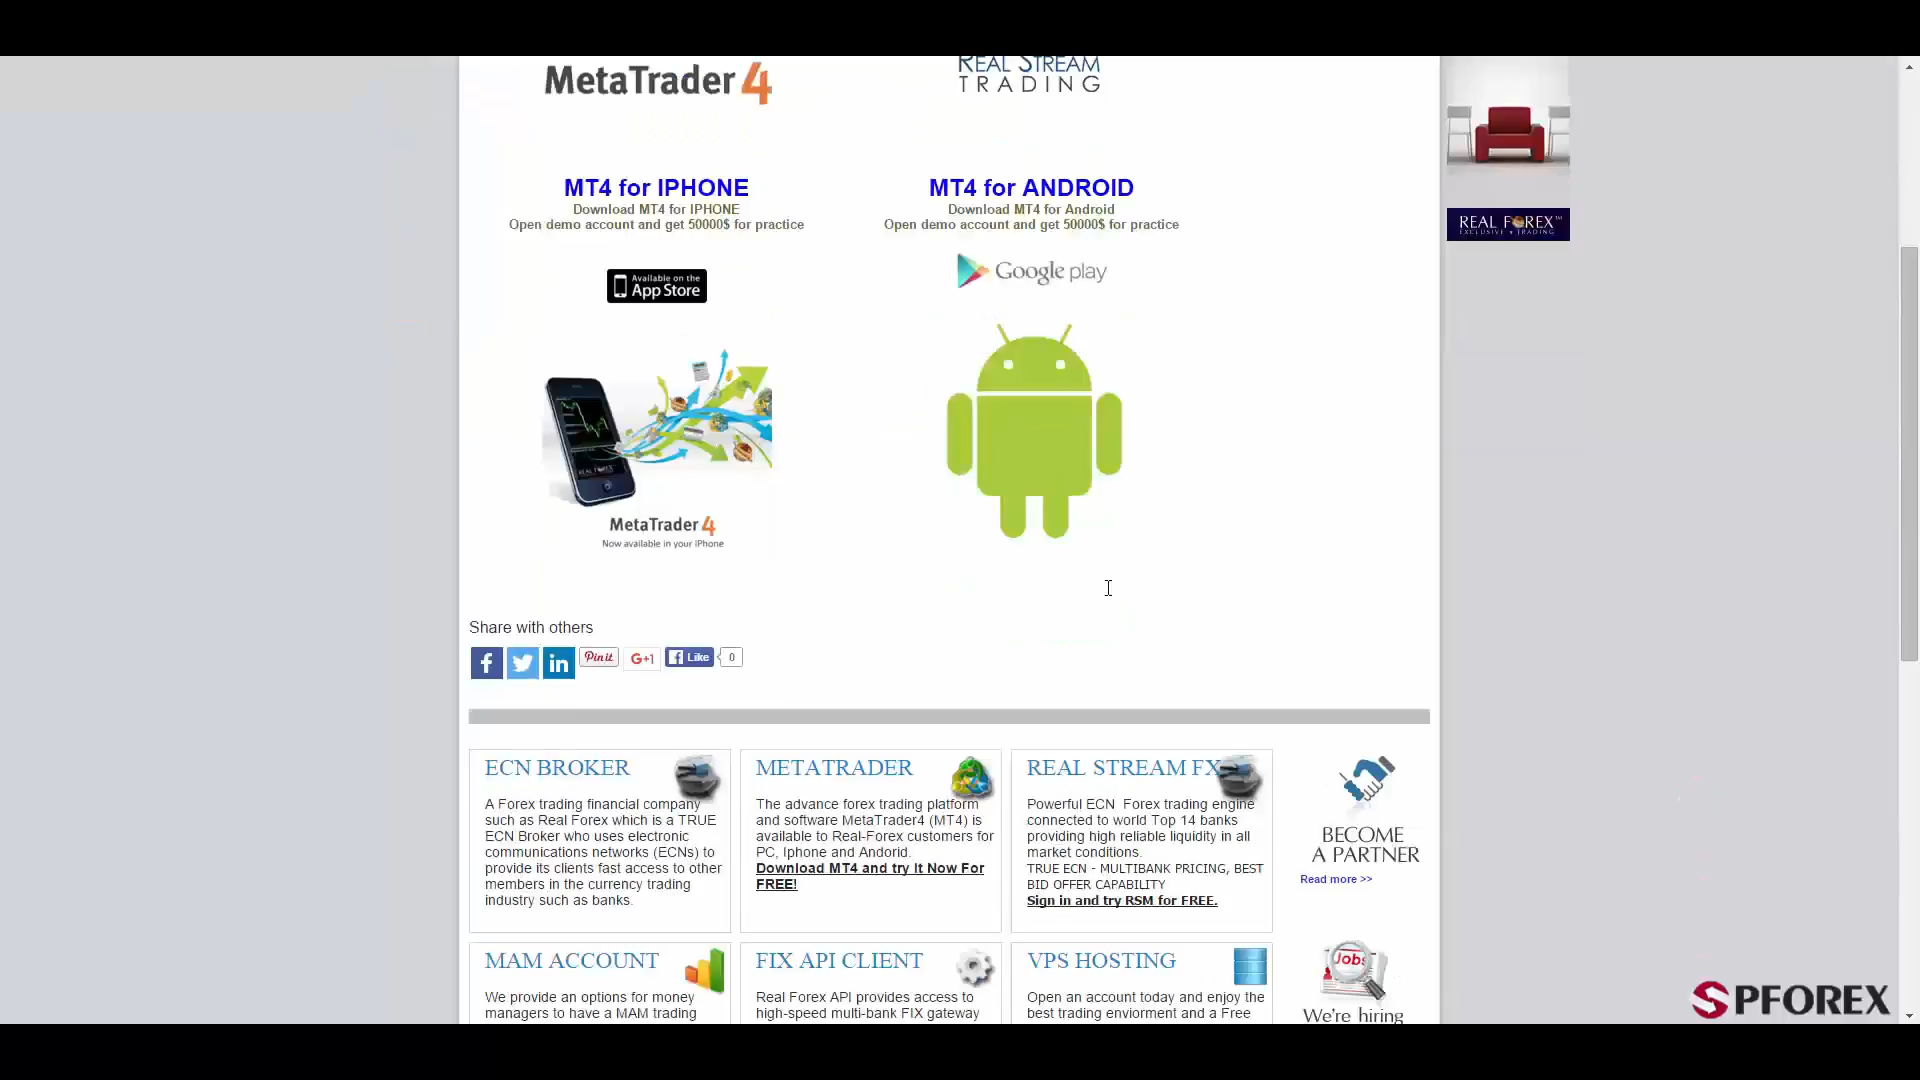 MetaTrader 4
REAL STREAM
TRADING
MT4 for IPHONE
Download MT4 for IPHONE
Open demo account and get 50000$ for practice
Available on the
App Store
MetaTrader 4
Now available in your iPhone
MT4 for ANDROID
Download MT4 for Android
Open demo account and get 50000$ for practice
Google play
REAL FOREX™
EXCLUSIVE TRADING
Share with others
Pin it
G+1
Like
0
ECN BROKER
A Forex trading financial company
such as Real Forex which is a TRUE
ECN Broker who uses electronic
communications networks (ECNs) to
provide its clients fast access to other
members in the currency trading
industry such as banks.
METATRADER
The advance forex trading platform
and software MetaTrader4 (MT4) is
available to Real-Forex customers for
PC, Iphone and Andorid.
Download MT4 and try It Now For
FREE!
REAL STREAM FX
Powerful ECN Forex trading engine
connected to world Top 14 banks
providing high reliable liquidity in all
market conditions.
TRUE ECN - MULTIBANK PRICING, BEST
BID OFFER CAPABILITY
Sign in and try RSM for FREE.
BECOME
A PARTNER
Read more >>
MAM ACCOUNT
We provide an options for money
managers to have a MAM trading
FIX API CLIENT
Real Forex API provides access to
high-speed multi-bank FIX gateway
VPS HOSTING
Open an account today and enjoy the
best trading enviorment and a Free
Jobs
We're hiring
SPFOREX